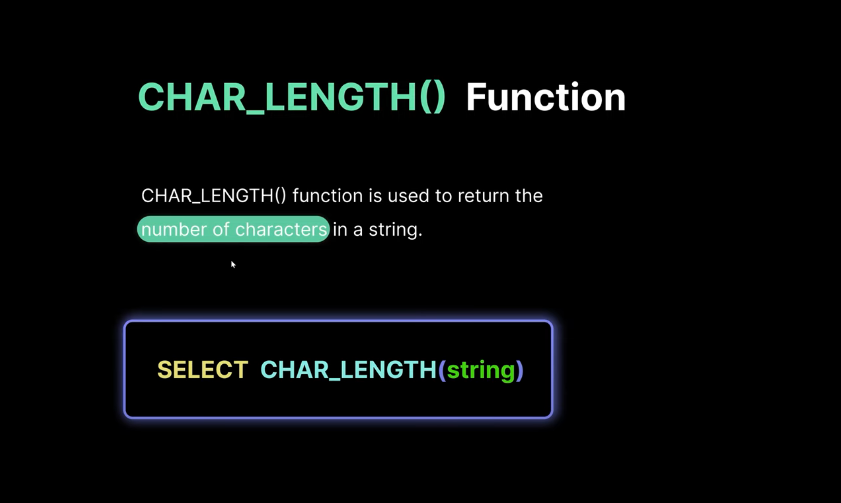 CHAR_LENGTH() Function
CHAR_LENGTH() function is used to return the
number of characters in a string.
SELECT CHAR_LENGTH(string)